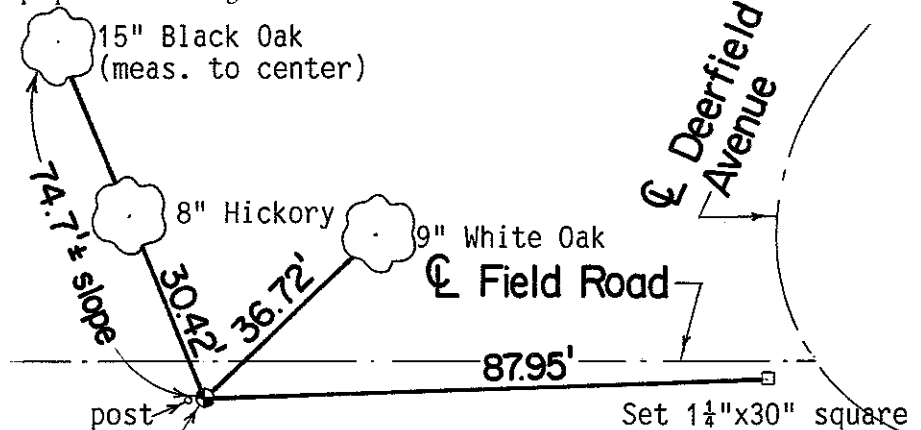 15" Black Oak
(meas. to center)
℄ Deerfield
Avenue
74.7'± slope
8" Hickory
9" White Oak
℄ Field Road
30.42'
36.72'
87.95'
post
Set 1¼"x30" square